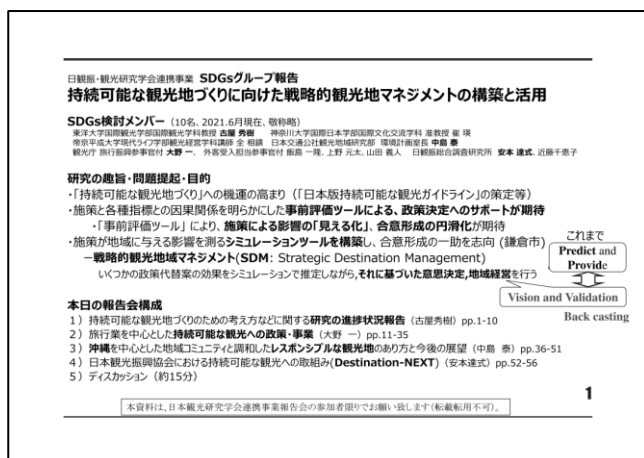 日観振・観光研究学会連携事業 SDGsグループ報告
持続可能な観光地づくりに向けた戦略的観光地マネジメントの構築と活用
SDGs検討メンバー (10名、2021.6月現在、敬称略)
東洋大学国際観光学部国際観光学科教授 古屋 秀樹 神奈川大学国際日本学部国際文化交流学科 准教授 崔 瑛
帝京平成大学現代ライフ学部観光経営学科講師 全 相鎮 日本交通公社観光地域研究部 環境計画室長 中島 泰
観光庁 旅行振興参事官付 大野 一、 外客受入担当参事官付 飯島 一隆、上野 元太、山田 義人 日観振総合調査研究所 安本 達式、近藤千恵子
研究の趣旨・問題提起・目的
・「持続可能な観光地づくり」への機運の高まり (「日本版持続可能な観光ガイドライン」の策定等)
・施策と各種指標との因果関係を明らかにした事前評価ツールによる、政策決定へのサポートが期待
・「事前評価ツール」により、施策による影響の「見える化」、合意形成の円滑化が期待
・施策が地域に与える影響を測るシミュレーションツールを構築し、合意形成の一助を志向 (鎌倉市)
−戦略的観光地域マネジメント(SDM: Strategic Destination Management)
いくつかの政策代替案の効果をシミュレーションで推定しながら、それに基づいた意思決定,地域経営を行う
これまで
Predict and
Provide
Vision and Validation
Back casting
本日の報告会構成
1) 持続可能な観光地づくりのための考え方などに関する研究の進捗状況報告 (古屋秀樹) pp.1-10
2) 旅行業を中心とした持続可能な観光への政策・事業 (大野 一) pp.11-35
3) 沖縄を中心とした地域コミュニティと調和したレスポンシブルな観光地のあり方と今後の展望 (中島 泰) pp.36-51
4) 日本観光振興協会における持続可能な観光への取組み(Destination-NEXT) (安本達式) pp.52-56
5) ディスカッション (約15分)
本資料は、日本観光研究学会連携事業報告会の参加者限りでお願い致します(転載転用不可)。
1